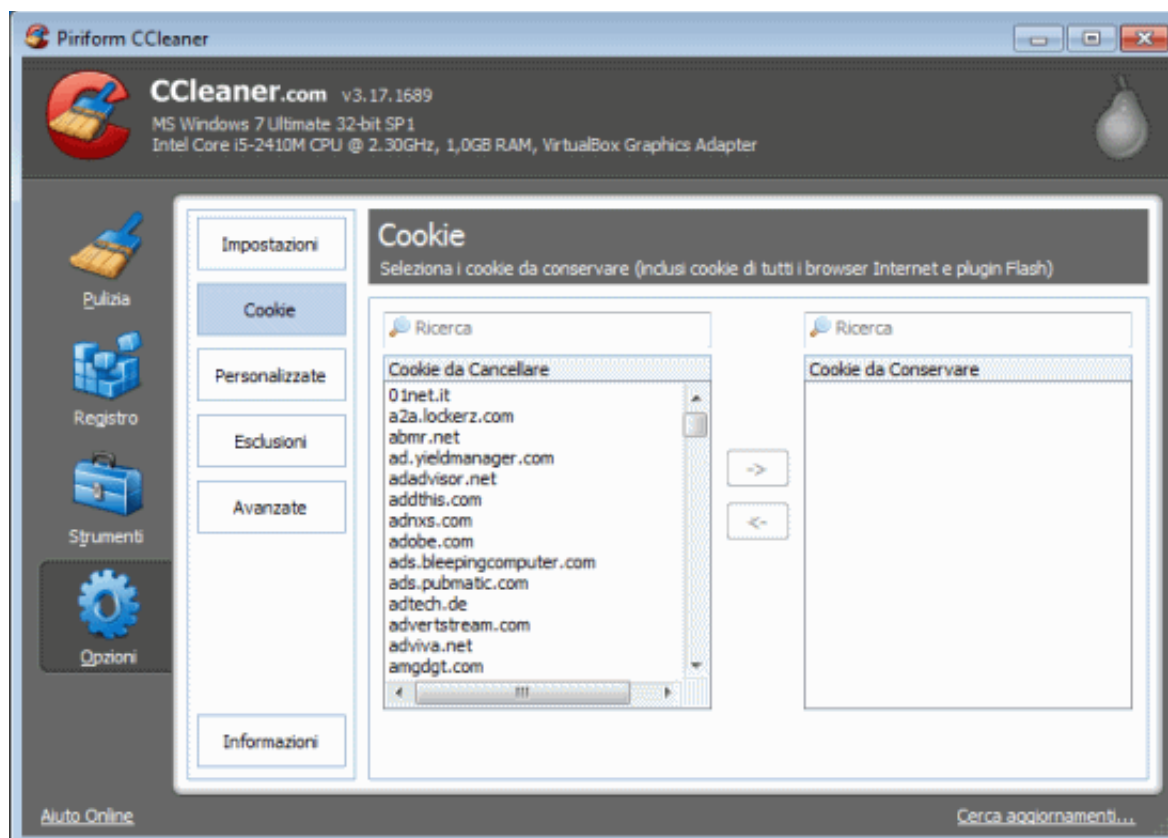 Piriform CCleaner
CCleaner.com v3.17.1689
MS Windows 7 Ultimate 32-bit SP1
Intel Core i5-2410M CPU @ 2.30GHz, 1,0GB RAM, VirtualBox Graphics Adapter
Pulizia
Registro
Strumenti
Opzioni
Impostazioni
Cookie
Personalizzate
Esclusioni
Avanzate
Informazioni
Cookie
Seleziona i cookie da conservare (inclusi cookie di tutti i browser Internet e plugin Flash)
Ricerca
Cookie da Cancellare
01net.it
a2a.lockerz.com
abmr.net
ad.yieldmanager.com
adadvisor.net
addthis.com
adnxs.com
adobe.com
ads.bleepingcomputer.com
ads.pubmatic.com
adtech.de
advertstream.com
adviva.net
amgdgt.com
->
<-
Ricerca
Cookie da Conservare
Aiuto Online
Cerca aggiornamenti...